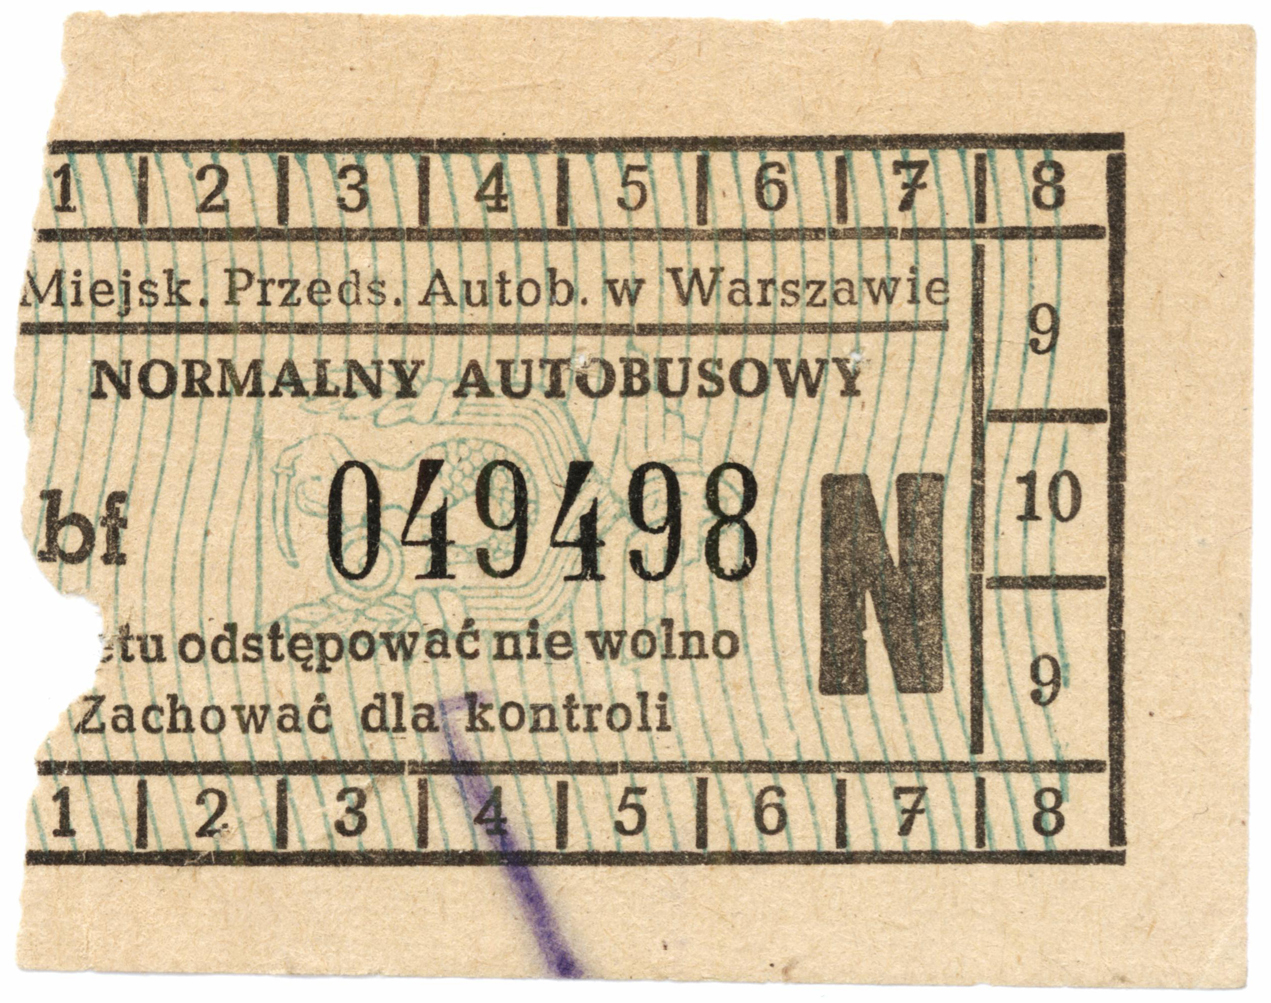 1 | 2 | 3 | 4 | 5 | 6 | 7 | 8
Miejsk. Przeds. Autob. w Warszawie
9
NORMALNY AUTOBUSOWY
bf 049498 N
10
odstępować nie wolno
9
Zachować dla kontroli
1 | 2 | 3 | 4 | 5 | 6 | 7 | 8